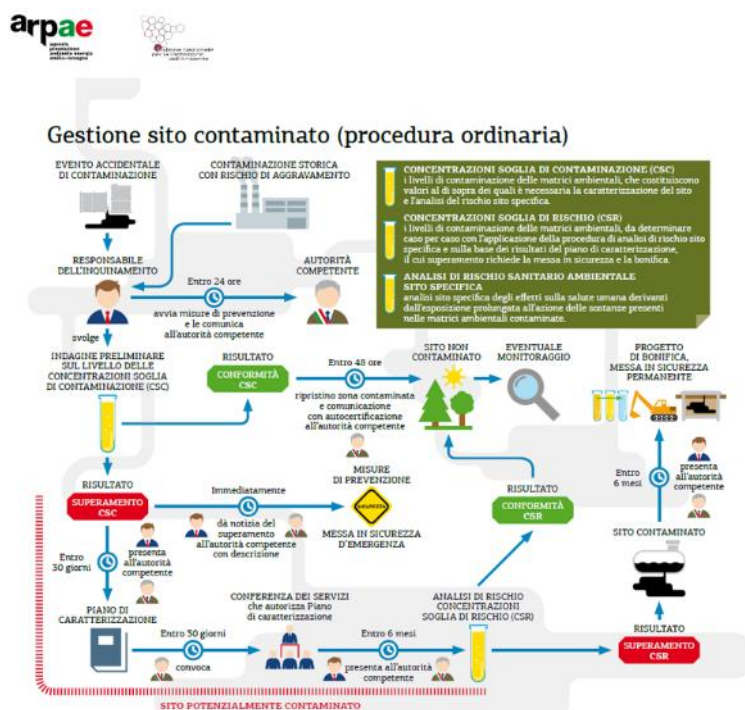 arpae
agenzia
prevenzione
ambiente energia
emilia-romagna
Gestione sito contaminato (procedura ordinaria)
EVENTO ACCIDENTALE
DI CONTAMINAZIONE
CONTAMINAZIONE STORICA
CON RISCHIO DI AGGRAVAMENTO
CONCENTRAZIONI SOGLIA DI CONTAMINAZIONE (CSC)
i livelli di contaminazione delle matrici ambientali, che costituiscono
valori al di sopra dei quali è necessaria la caratterizzazione del sito
e l'analisi del rischio sito specifica.
CONCENTRAZIONI SOGLIA DI RISCHIO (CSR)
i livelli di contaminazione delle matrici ambientali, da determinare
caso per caso con l'applicazione della procedura di analisi di rischio sito
specifica e sulla base dei risultati del piano di caratterizzazione,
il cui superamento richiede la messa in sicurezza e la bonifica.
ANALISI DI RISCHIO SANITARIO AMBIENTALE
SITO SPECIFICA
analisi sito specifica degli effetti sulla salute umana derivanti
dall'esposizione prolungata all'azione delle sostanze presenti
nelle matrici ambientali contaminate.
RESPONSABILE
DELL'INQUINAMENTO
Entro 24 ore
avvia misure di prevenzione
e le comunica
all'autorità competente
AUTORITÀ
COMPETENTE
svolge
INDAGINE PRELIMINARE
SUL LIVELLO DELLE
CONCENTRAZIONI SOGLIA
DI CONTAMINAZIONE (CSC)
RISULTATO
CONFORMITÀ
CSC
Entro 48 ore
ripristino zona contaminata
e comunicazione
con autocertificazione
all'autorità competente
SITO NON
CONTAMINATO
EVENTUALE
MONITORAGGIO
PROGETTO
DI BONIFICA,
MESSA IN SICUREZZA
PERMANENTE
RISULTATO
SUPERAMENTO
CSC
Immediatamente
dà notizia del
superamento
all'autorità competente
con descrizione
MISURE
DI PREVENZIONE
SICUREZZA
MESSA IN SICUREZZA
D'EMERGENZA
RISULTATO
CONFORMITÀ
CSR
Entro
6 mesi
presenta
all'autorità
competente
SITO CONTAMINATO
Entro
30 giorni
presenta
all'autorità
competente
PIANO DI
CARATTERIZZAZIONE
Entro 30 giorni
convoca
CONFERENZA DEI SERVIZI
che autorizza Piano
di caratterizzazione
Entro 6 mesi
presenta all'autorità
competente
ANALISI DI RISCHIO
CONCENTRAZIONI
SOGLIA DI RISCHIO (CSR)
RISULTATO
SUPERAMENTO
CSR
SITO POTENZIALMENTE CONTAMINATO